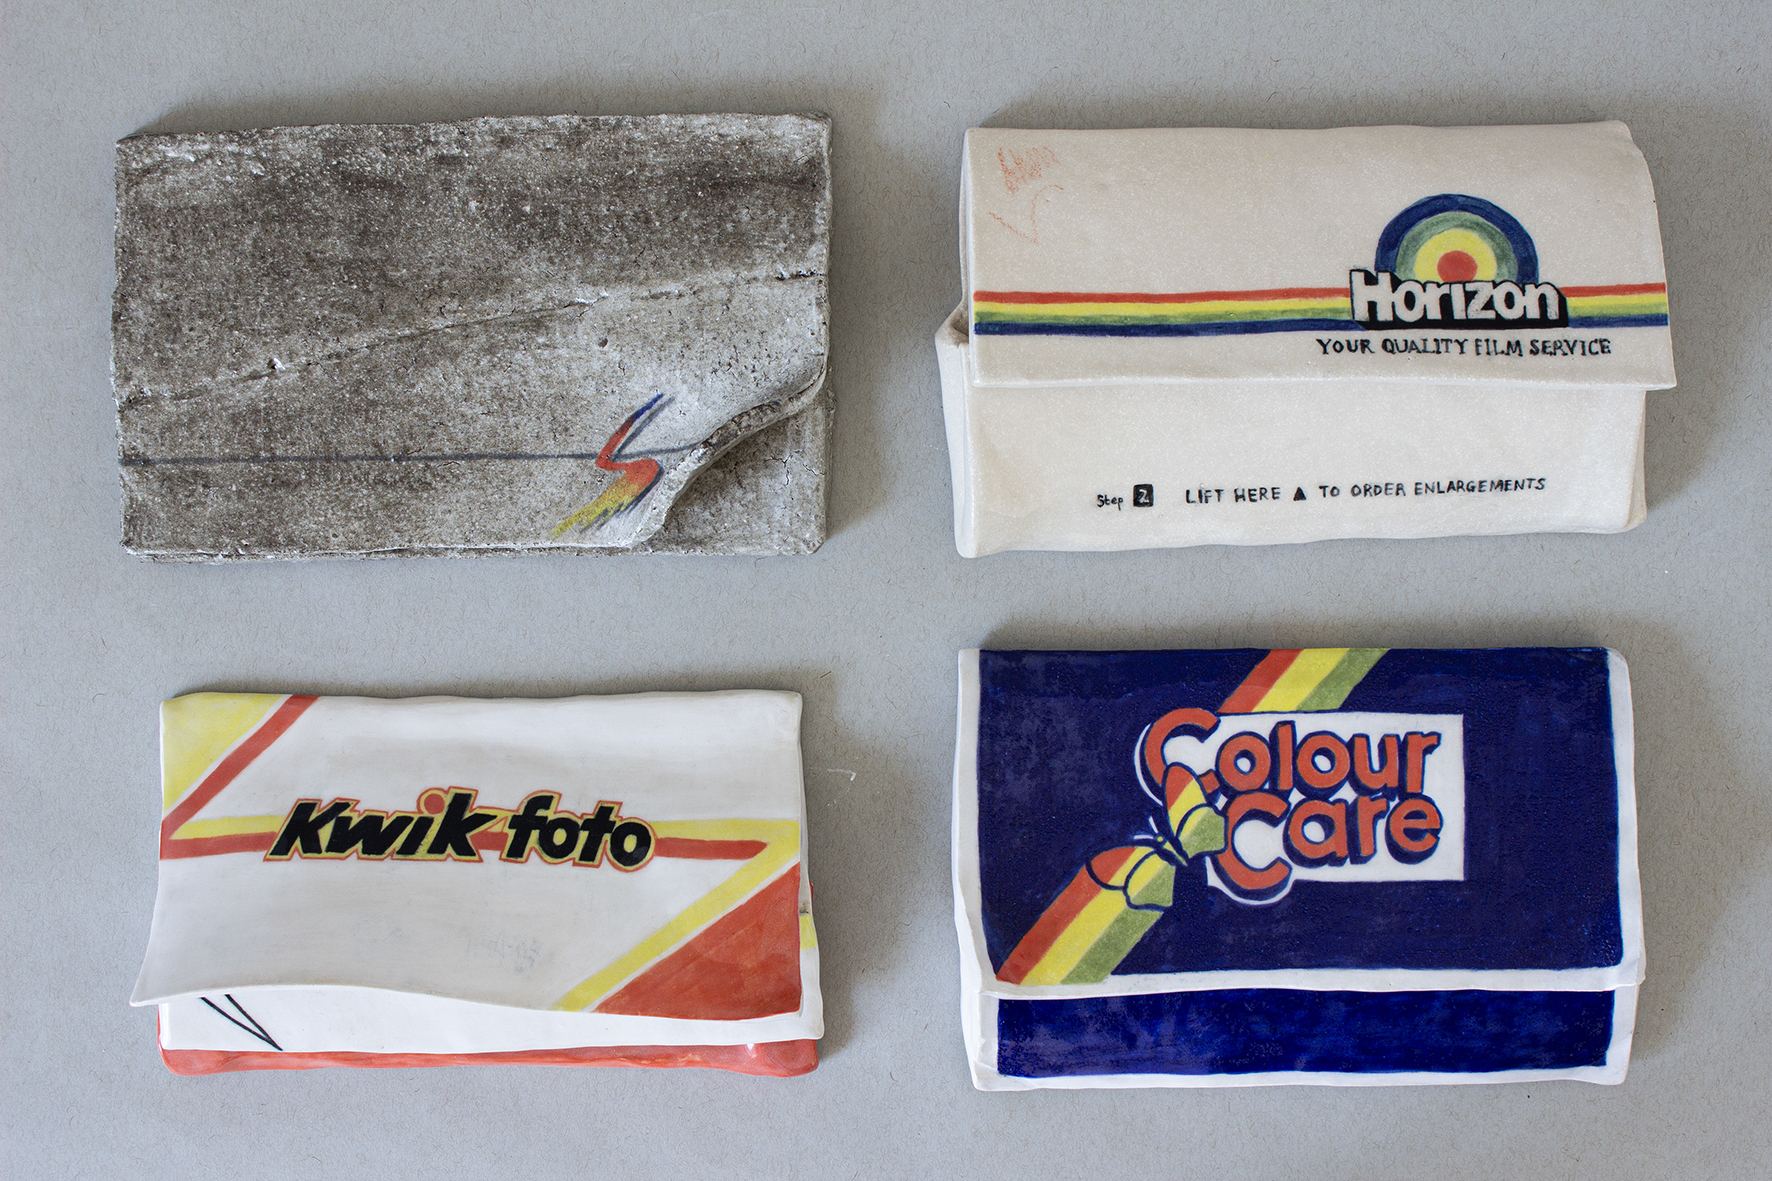 Horizon
YOUR QUALITY FILM SERVICE
Step 2 LIFT HERE ▲ TO ORDER ENLARGEMENTS
Kwik foto
Colour
Care